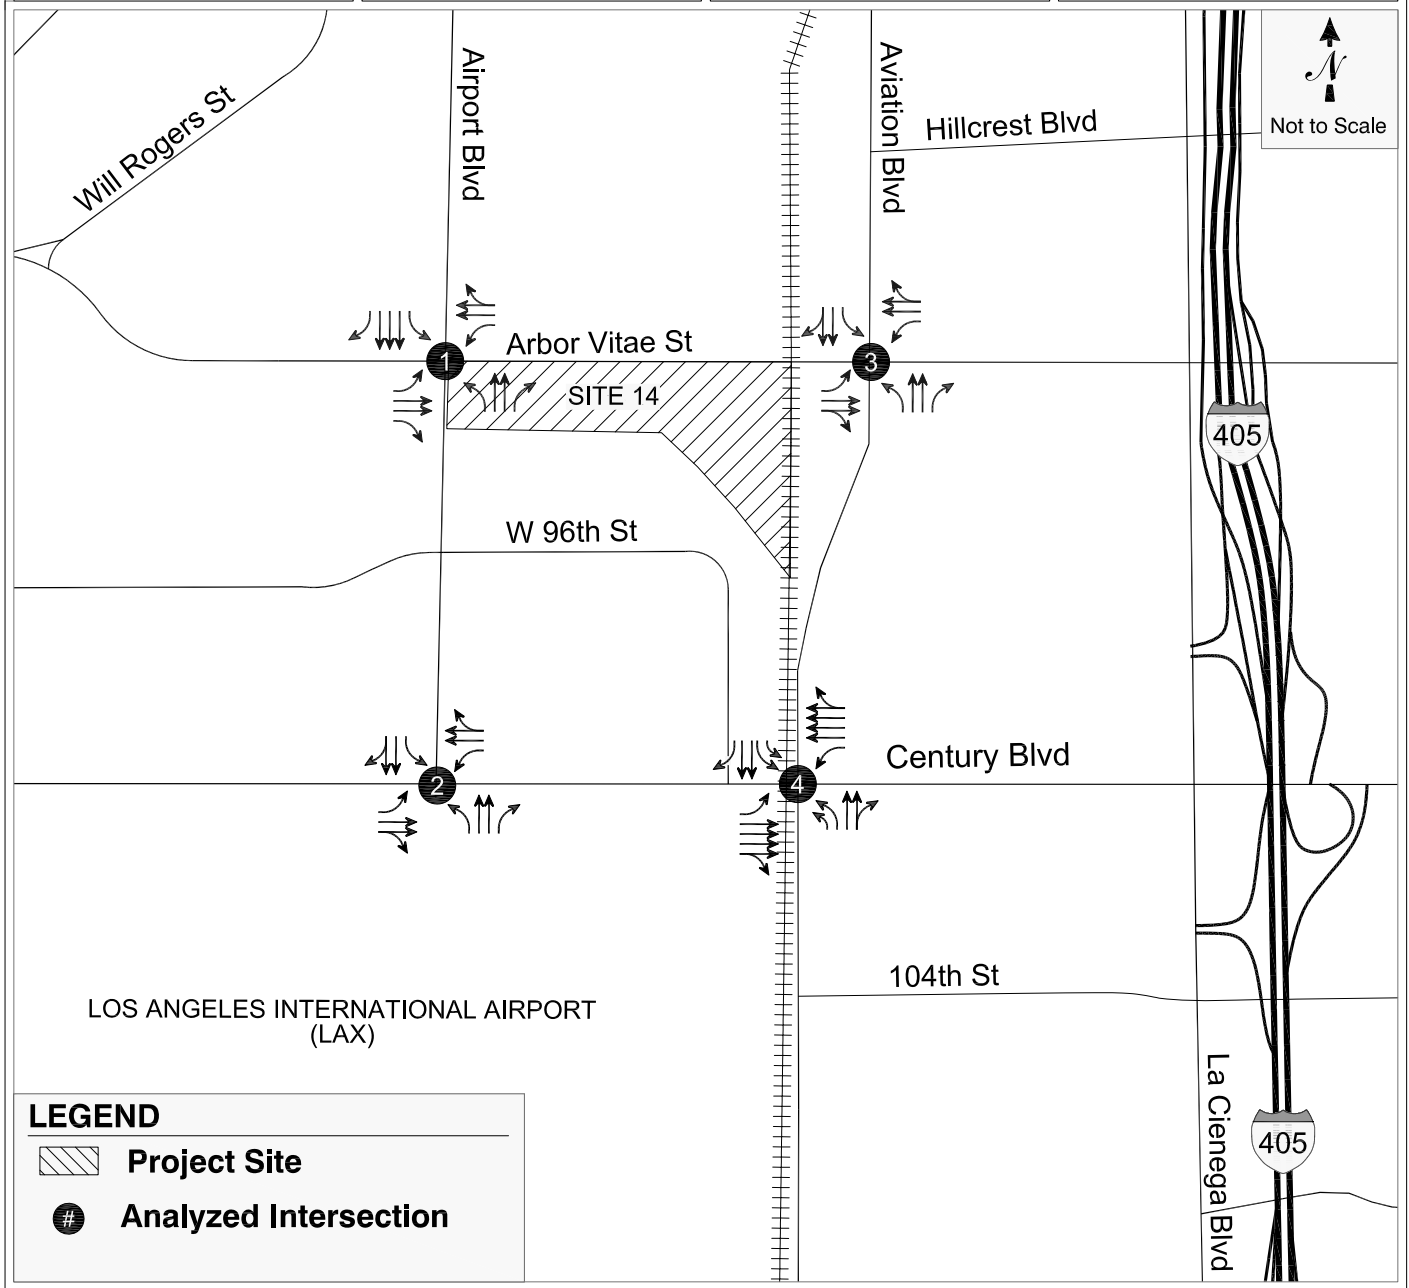 Will Rogers St
Airport Blvd
Aviation Blvd
Hillcrest Blvd
N
Not to Scale
1
Arbor Vitae St
3
SITE 14
405
W 96th St
2
4
Century Blvd
104th St
LOS ANGELES INTERNATIONAL AIRPORT
(LAX)
La Cienega Blvd
405
LEGEND
Project Site
# Analyzed Intersection